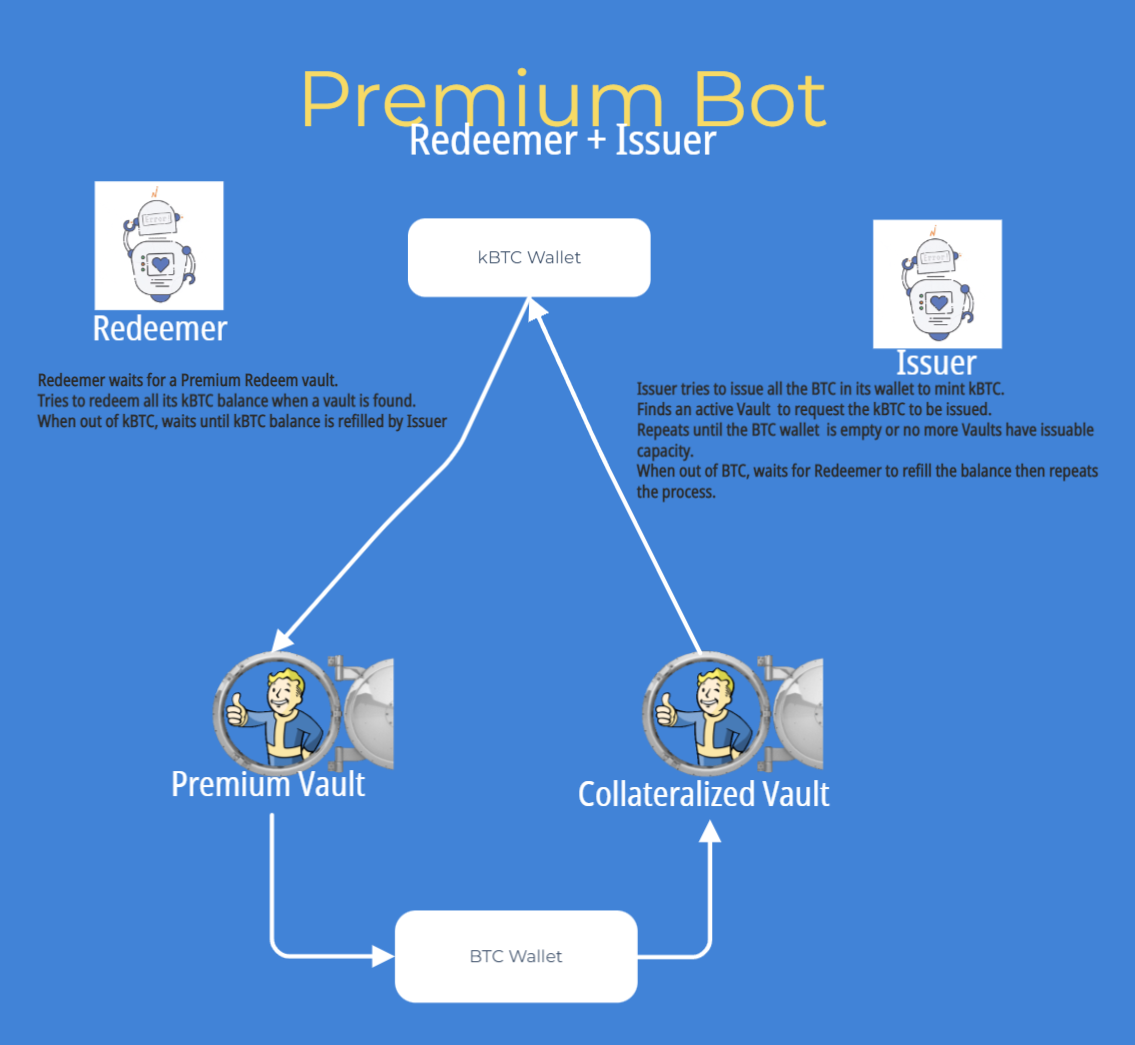 Premium Bot
Redeemer + Issuer
kBTC Wallet
Redeemer
Redeemer waits for a Premium Redeem vault.
Tries to redeem all its kBTC balance when a vault is found.
When out of kBTC, waits until kBTC balance is refilled by Issuer
Issuer
Issuer tries to issue all the BTC in its wallet to mint kBTC.
Finds an active Vault to request the kBTC to be issued.
Repeats until the BTC wallet is empty or no more Vaults have issuable
capacity.
When out of BTC, waits for Redeemer to refill the balance then repeats
the process.
Premium Vault
Collateralized Vault
BTC Wallet